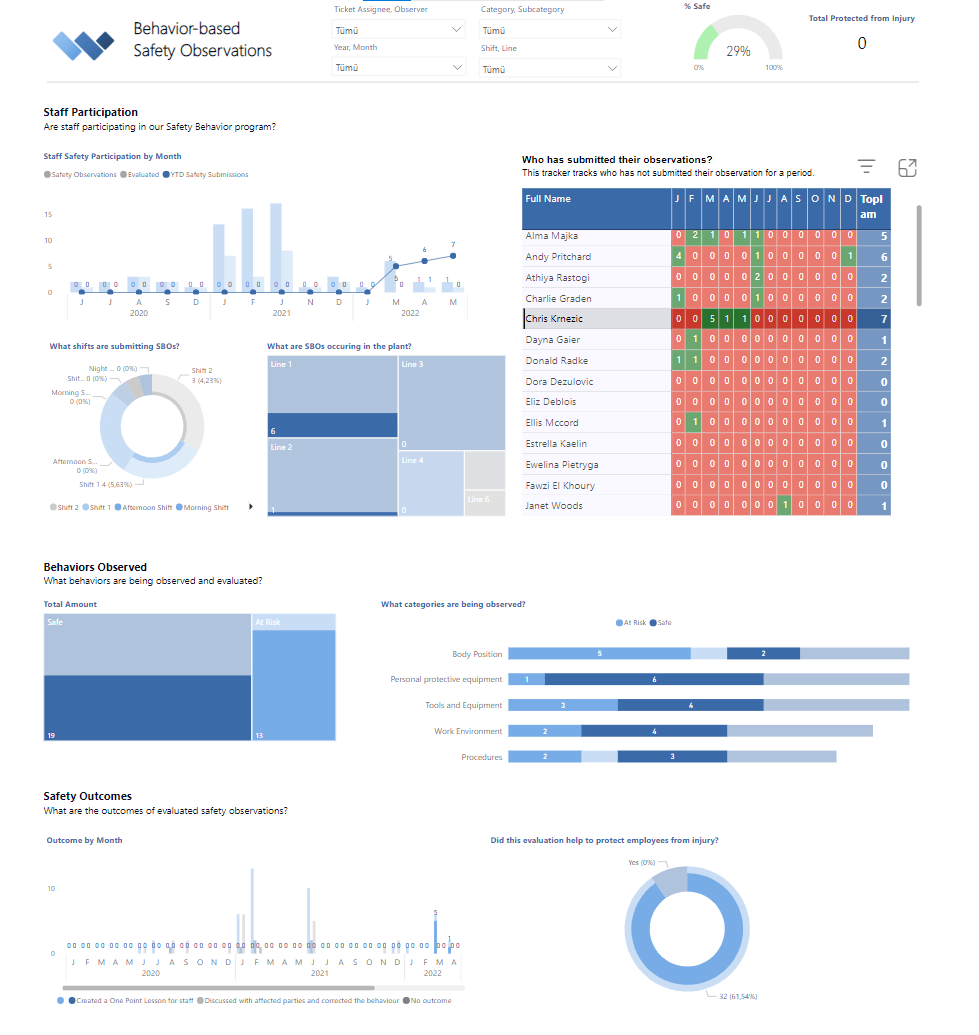 Behavior-based
Safety Observations
Ticket Assignee, Observer
Tümü
Category, Subcategory
Tümü
Year, Month
Tümü
Shift, Line
Tümü
% Safe
29%
0%
100%
Total Protected from Injury
0
Staff Participation
Are staff participating in our Safety Behavior program?
Staff Safety Participation by Month
Safety Observations Evaluated YTD Safety Submissions
15
10
5
0
5 6 7
5 1 1
J J A S D J F J N D J M A M
2020 2021 2022
What shifts are submitting SBOs?
Night ... 0 (0%)
Shit... 0 (0%)
Morning S...
0 (0%)
Afternoon S...
0 (0%)
Shift 1 4 (5,63%)
Shift 2
3 (4,23%)
Shift 2 Shift 1 Afternoon Shift Morning Shift
What are SBOs occuring in the plant?
Line 1
6
Line 2
1
Line 3
0
Line 4
0
Line 6
Who has submitted their observations?
This tracker tracks who has not submitted their observation for a period.
Full Name J F M A M J J A S O N D Topl
am
Alma Majka 0 2 1 0 1 1 0 0 0 0 0 0 5
Andy Pritchard 4 0 0 0 0 1 0 0 0 0 0 1 6
Athiya Rastogi 0 0 0 0 0 2 0 0 0 0 0 0 2
Charlie Graden 1 0 0 0 0 1 0 0 0 0 0 0 2
Chris Krnezic 0 0 5 1 1 0 0 0 0 0 0 0 7
Dayna Gaier 0 1 0 0 0 0 0 0 0 0 0 0 1
Donald Radke 1 1 0 0 0 0 0 0 0 0 0 0 2
Dora Dezulovic 0 0 0 0 0 0 0 0 0 0 0 0 0
Eliz Deblois 0 0 0 0 0 0 0 0 0 0 0 0 0
Ellis Mccord 0 1 0 0 0 0 0 0 0 0 0 0 1
Estrella Kaelin 0 0 0 0 0 0 0 0 0 0 0 0 0
Ewelina Pietryga 0 0 0 0 0 0 0 0 0 0 0 0 0
Fawzi El Khoury 0 0 0 0 0 0 0 0 0 0 0 0 0
Janet Woods 0 0 0 0 0 0 0 1 0 0 0 0 1
Behaviors Observed
What behaviors are being observed and evaluated?
Total Amount
Safe
19
At Risk
13
What categories are being observed?
At Risk Safe
Body Position 5 2
Personal protective equipment 1 6
Tools and Equipment 3 4
Work Environment 2 4
Procedures 2 3
Safety Outcomes
What are the outcomes of evaluated safety observations?
Outcome by Month
10
0
5
1
J F M A M J J A S O N D J F M A M J J A S O N D J F M A
2020 2021 2022
Created a One Point Lesson for staff Discussed with affected parties and corrected the behaviour No outcome
Did this evaluation help to protect employees from injury?
Yes (0%)
32 (61,54%)